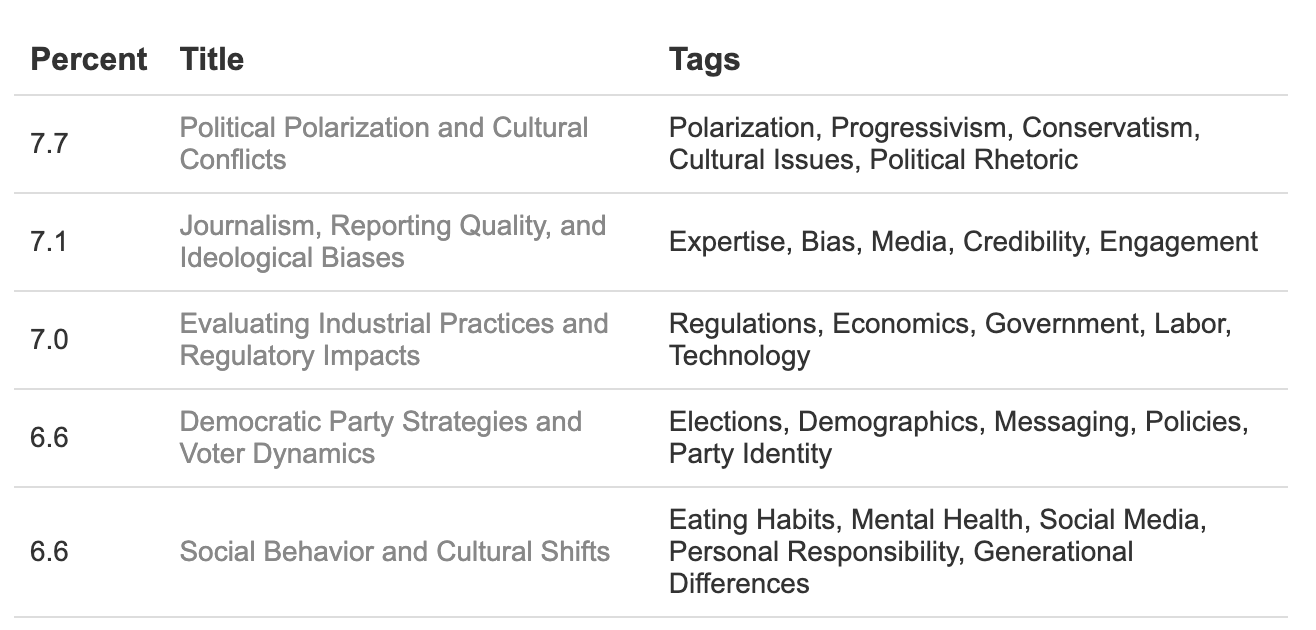 Percent Title Tags
Political Polarization and Cultural
Conflicts
7.7
Polarization, Progressivism, Conservatism,
Cultural Issues, Political Rhetoric
Journalism, Reporting Quality, and
Ideological Biases
7.1
Expertise, Bias, Media, Credibility, Engagement
Evaluating Industrial Practices and
Regulatory Impacts
7.0
Regulations, Economics, Government, Labor,
Technology
Democratic Party Strategies and
Voter Dynamics
6.6
Elections, Demographics, Messaging, Policies,
Party Identity
6.6
Social Behavior and Cultural Shifts
Eating Habits, Mental Health, Social Media,
Personal Responsibility, Generational
Differences